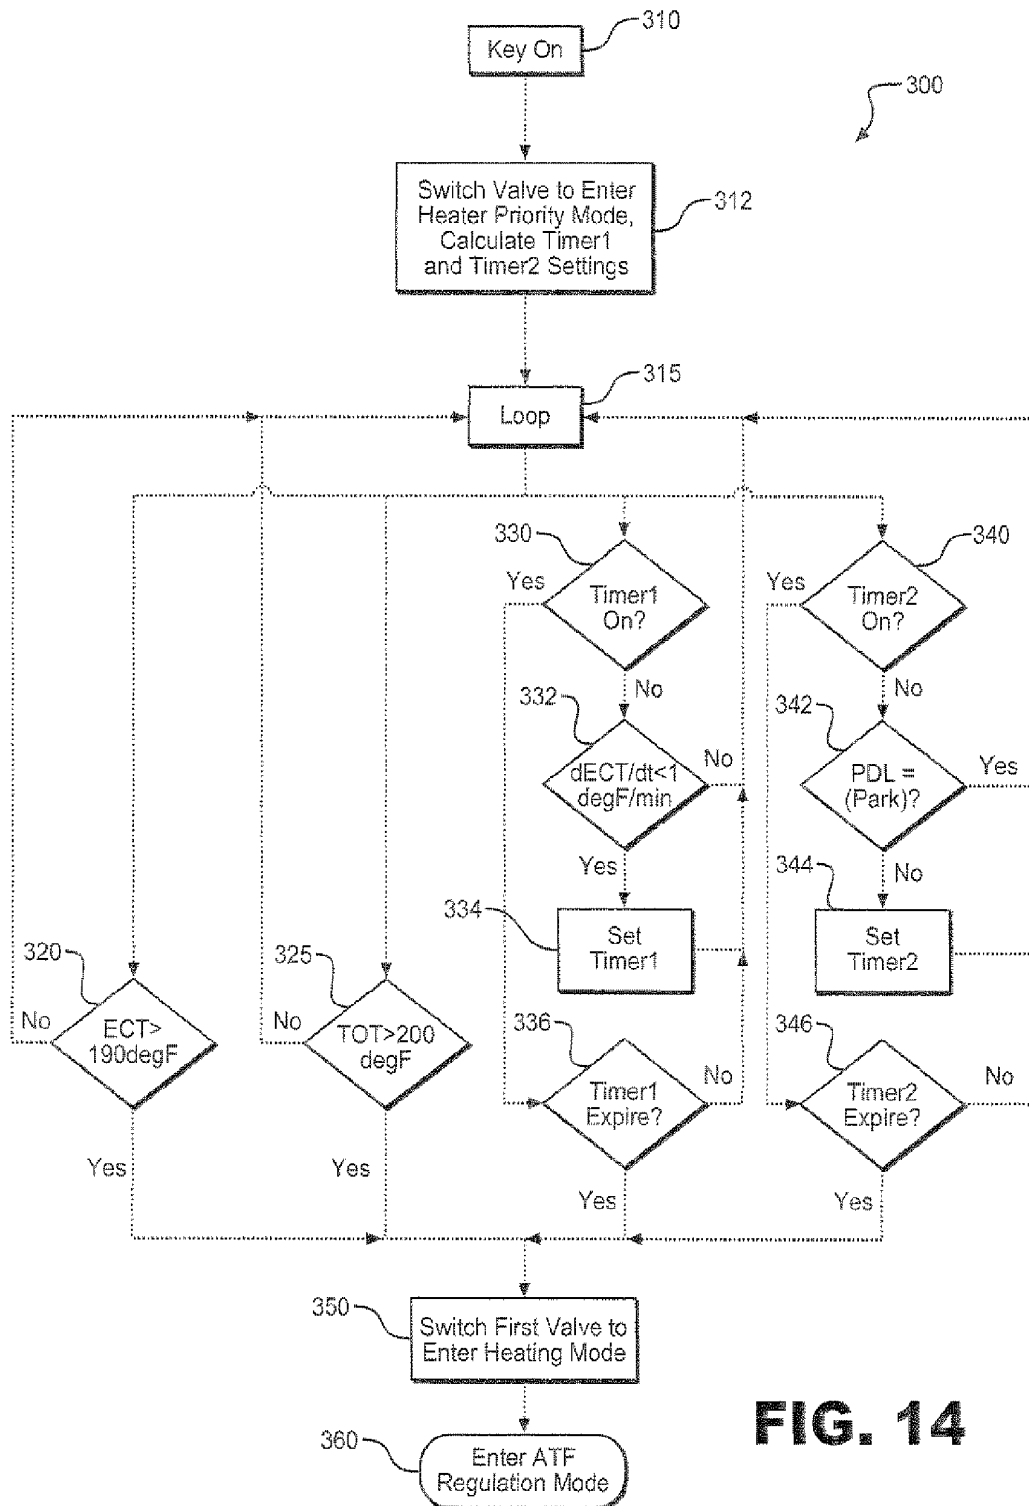 310
Key On
300
Switch Valve to Enter
Heater Priority Mode,
Calculate Timer1
and Timer2 Settings
312
315
Loop
330
Yes
Timer1
On?
No
340
Yes
Timer2
On?
No
332
dECT/dt<1
degF/min
No
Yes
342
PDL =
(Park)?
Yes
No
334
Set
Timer1
344
Set
Timer2
320
No
ECT>
190degF
Yes
325
No
TOT>200
degF
Yes
336
Timer1
Expire?
No
Yes
346
Timer2
Expire?
No
Yes
350
Switch First Valve to
Enter Heating Mode
360
Enter ATF
Regulation Mode
FIG. 14